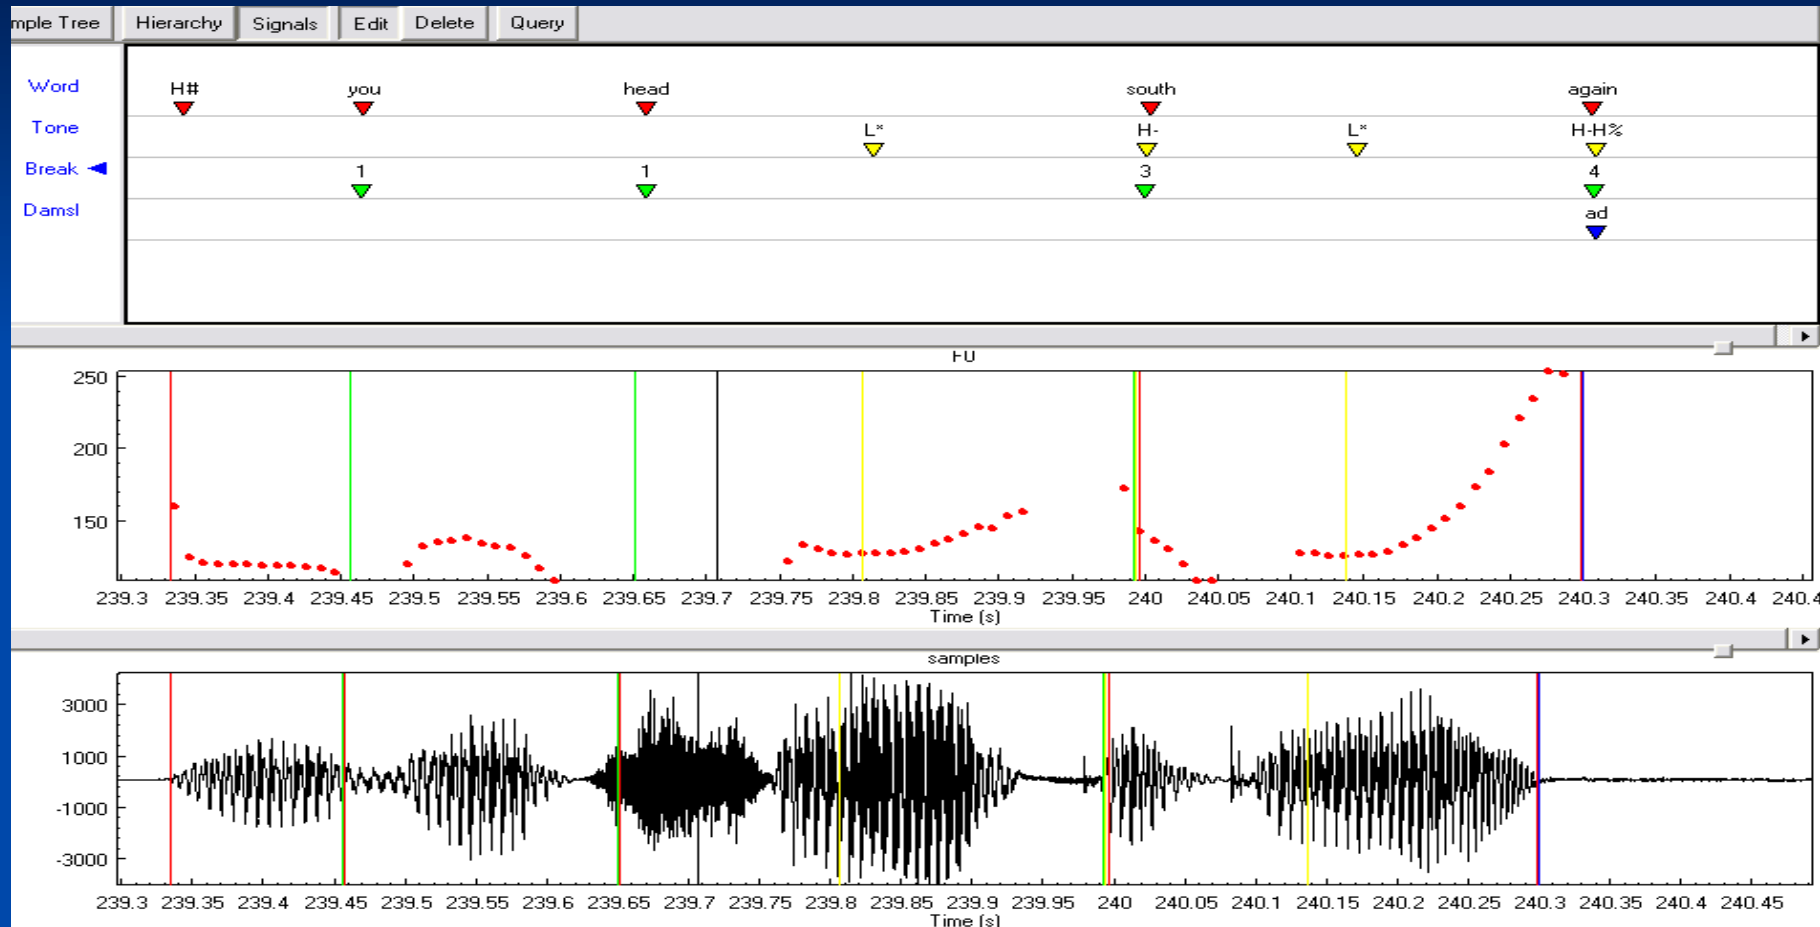 mple Tree Hierarchy Signals Edit Delete Query
Word H# you head south again
Tone L* H- L* H-H%
Break 1 1 3 4
Damsl ad
F0
250
200
150
239.3 239.35 239.4 239.45 239.5 239.55 239.6 239.65 239.7 239.75 239.8 239.85 239.9 239.95 240 240.05 240.1 240.15 240.2 240.25 240.3 240.35 240.4 240.4
Time (s)
samples
3000
1000
-1000
-3000
239.3 239.35 239.4 239.45 239.5 239.55 239.6 239.65 239.7 239.75 239.8 239.85 239.9 239.95 240 240.05 240.1 240.15 240.2 240.25 240.3 240.35 240.4 240.45
Time (s)